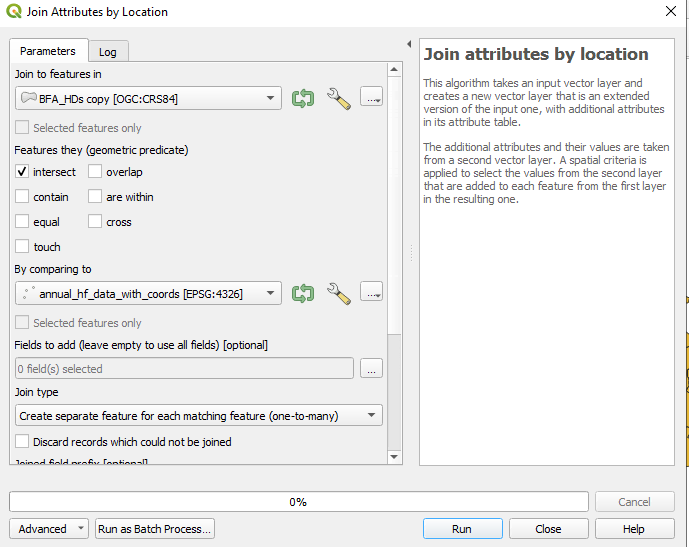 Join Attributes by Location
Parameters
Log
Join to features in
BFA_HDs copy [OGC:CRS84]
...
Selected features only
Features they (geometric predicate)
intersect
overlap
contain
are within
equal
cross
touch
By comparing to
annual_hf_data_with_coords [EPSG:4326]
...
Selected features only
Fields to add (leave empty to use all fields) [optional]
0 field(s) selected
...
Join type
Create separate feature for each matching feature (one-to-many)
Discard records which could not be joined
Joined field prefix [optional]
Join attributes by location
This algorithm takes an input vector layer and
creates a new vector layer that is an extended
version of the input one, with additional attributes
in its attribute table.
The additional attributes and their values are taken
from a second vector layer. A spatial criteria is
applied to select the values from the second layer
that are added to each feature from the first layer
in the resulting one.
0%
Cancel
Advanced
Run as Batch Process...
Run
Close
Help